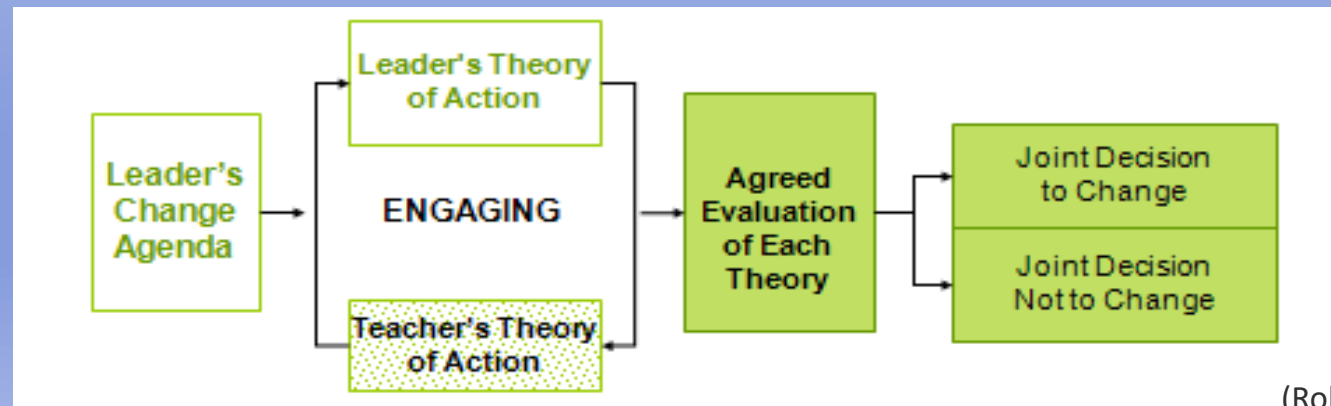 Leader's
Change
Agenda
Leader's Theory
of Action
ENGAGING
Teacher's Theory
of Action
Agreed
Evaluation
of Each
Theory
Joint Decision
to Change
Joint Decision
Not to Change